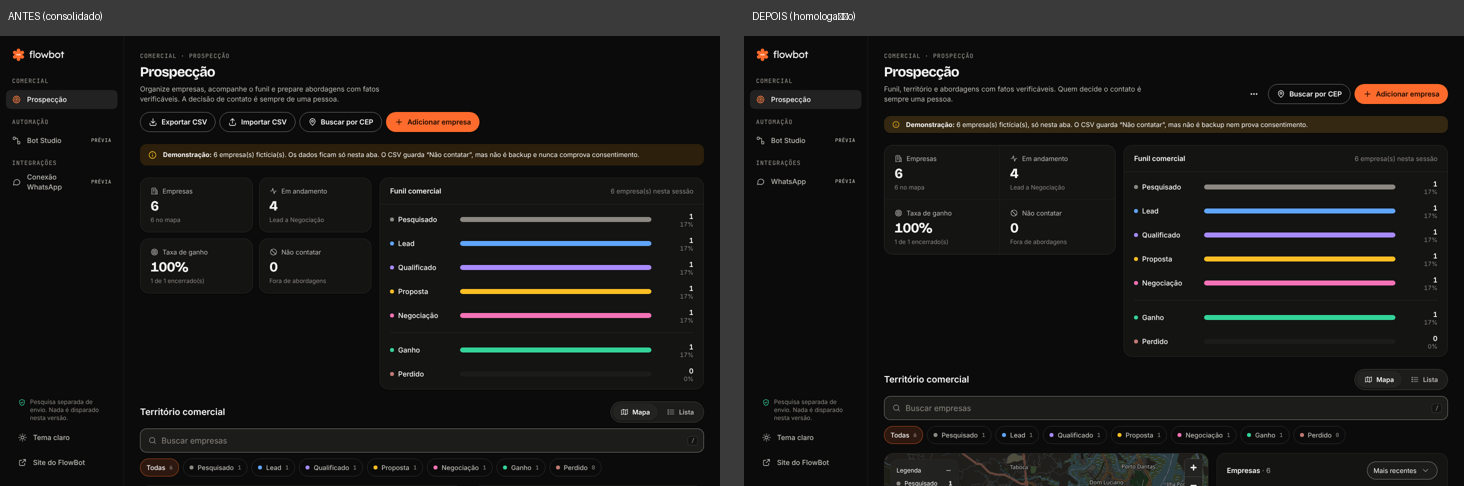 ANTES (consolidado)
flowbot
COMERCIAL
Prospecção
AUTOMAÇÃO
Bot Studio PRÉVIA
INTEGRAÇÕES
Conexão
WhatsApp PRÉVIA
Pesquisa separada de
envio. Nada é disparado
nesta versão.
Tema claro
Site do FlowBot
COMERCIAL · PROSPECÇÃO
Prospecção
Organize empresas, acompanhe o funil e prepare abordagens com fatos
verificáveis. A decisão de contato é sempre de uma pessoa.
Exportar CSV Importar CSV Buscar por CEP + Adicionar empresa
Demonstração: 6 empresa(s) fictícia(s). Os dados ficam só nesta aba. O CSV guarda “Não contatar”, mas não é backup e nunca comprova consentimento.
Empresas
6
6 no mapa
Em andamento
4
Lead a Negociação
Taxa de ganho
100%
1 de 1 encerrado(s)
Não contatar
0
Fora de abordagens
Funil comercial 6 empresa(s) nesta sessão
Pesquisado 1
17%
Lead 1
17%
Qualificado 1
17%
Proposta 1
17%
Negociação 1
17%
Ganho 1
17%
Perdido 0
0%
Território comercial Mapa Lista
Buscar empresas /
Todas 6 Pesquisado 1 Lead 1 Qualificado 1 Proposta 1 Negociação 1 Ganho 1 Perdido 0
DEPOIS (homologa o)
flowbot
COMERCIAL
Prospecção
AUTOMAÇÃO
Bot Studio PRÉVIA
INTEGRAÇÕES
WhatsApp PRÉVIA
Pesquisa separada de
envio. Nada é disparado
nesta versão.
Tema claro
Site do FlowBot
COMERCIAL · PROSPECÇÃO
Prospecção
Funil, território e abordagens com fatos verificáveis. Quem decide o contato é
sempre uma pessoa.
··· Buscar por CEP + Adicionar empresa
Demonstração: 6 empresa(s) fictícia(s), só nesta aba. O CSV guarda “Não contatar”, mas não é backup nem prova consentimento.
Empresas
6
6 no mapa
Em andamento
4
Lead a Negociação
Taxa de ganho
100%
1 de 1 encerrado(s)
Não contatar
0
Fora de abordagens
Funil comercial 6 empresa(s) nesta sessão
Pesquisado 1
17%
Lead 1
17%
Qualificado 1
17%
Proposta 1
17%
Negociação 1
17%
Ganho 1
17%
Perdido 0
0%
Território comercial Mapa Lista
Buscar empresas /
Todas 6 Pesquisado 1 Lead 1 Qualificado 1 Proposta 1 Negociação 1 Ganho 1 Perdido 0
Legenda –
Pesquisado 1
Taboca
Porto Dantas
Dom Luciano
+
Empresas · 6 Mais recentes